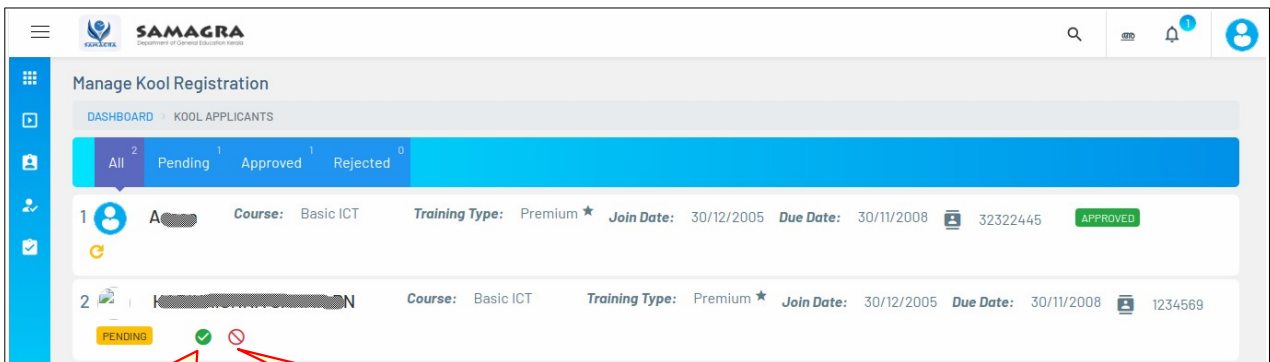 SAMAGRA
SAMAGRA
Department of General Education Kerala
1
Manage Kool Registration
DASHBOARD › KOOL APPLICANTS
All 2 Pending 1 Approved 1 Rejected 0
1 A Course: Basic ICT Training Type: Premium ★ Join Date: 30/12/2005 Due Date: 30/11/2008 32322445 APPROVED
2 Course: Basic ICT Training Type: Premium ★ Join Date: 30/12/2005 Due Date: 30/11/2008 1234569
PENDING